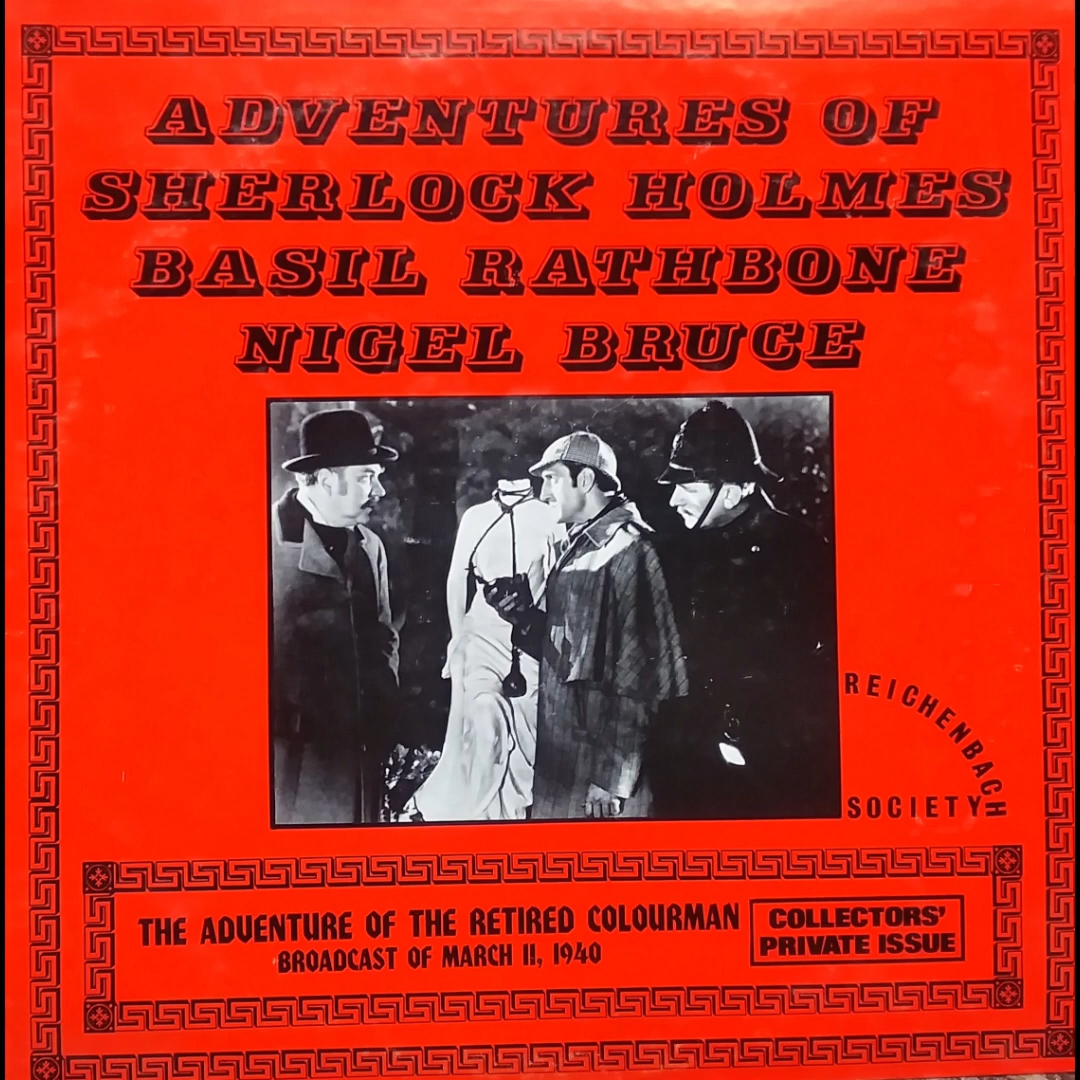 ADVENTURES OF
SHERLOCK HOLMES
BASIL RATHBONE
NIGEL BRUCE
REICHENBACH
SOCIETY
THE ADVENTURE OF THE RETIRED COLOURMAN
BROADCAST OF MARCH 11, 1940
COLLECTORS'
PRIVATE ISSUE